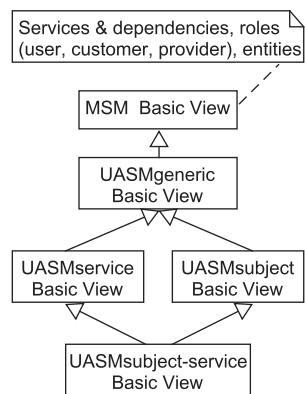 Services & dependencies, roles
(user, customer, provider), entities
MSM Basic View
UASMgeneric
Basic View
UASMservice
Basic View
UASMsubject
Basic View
UASMsubject-service
Basic View